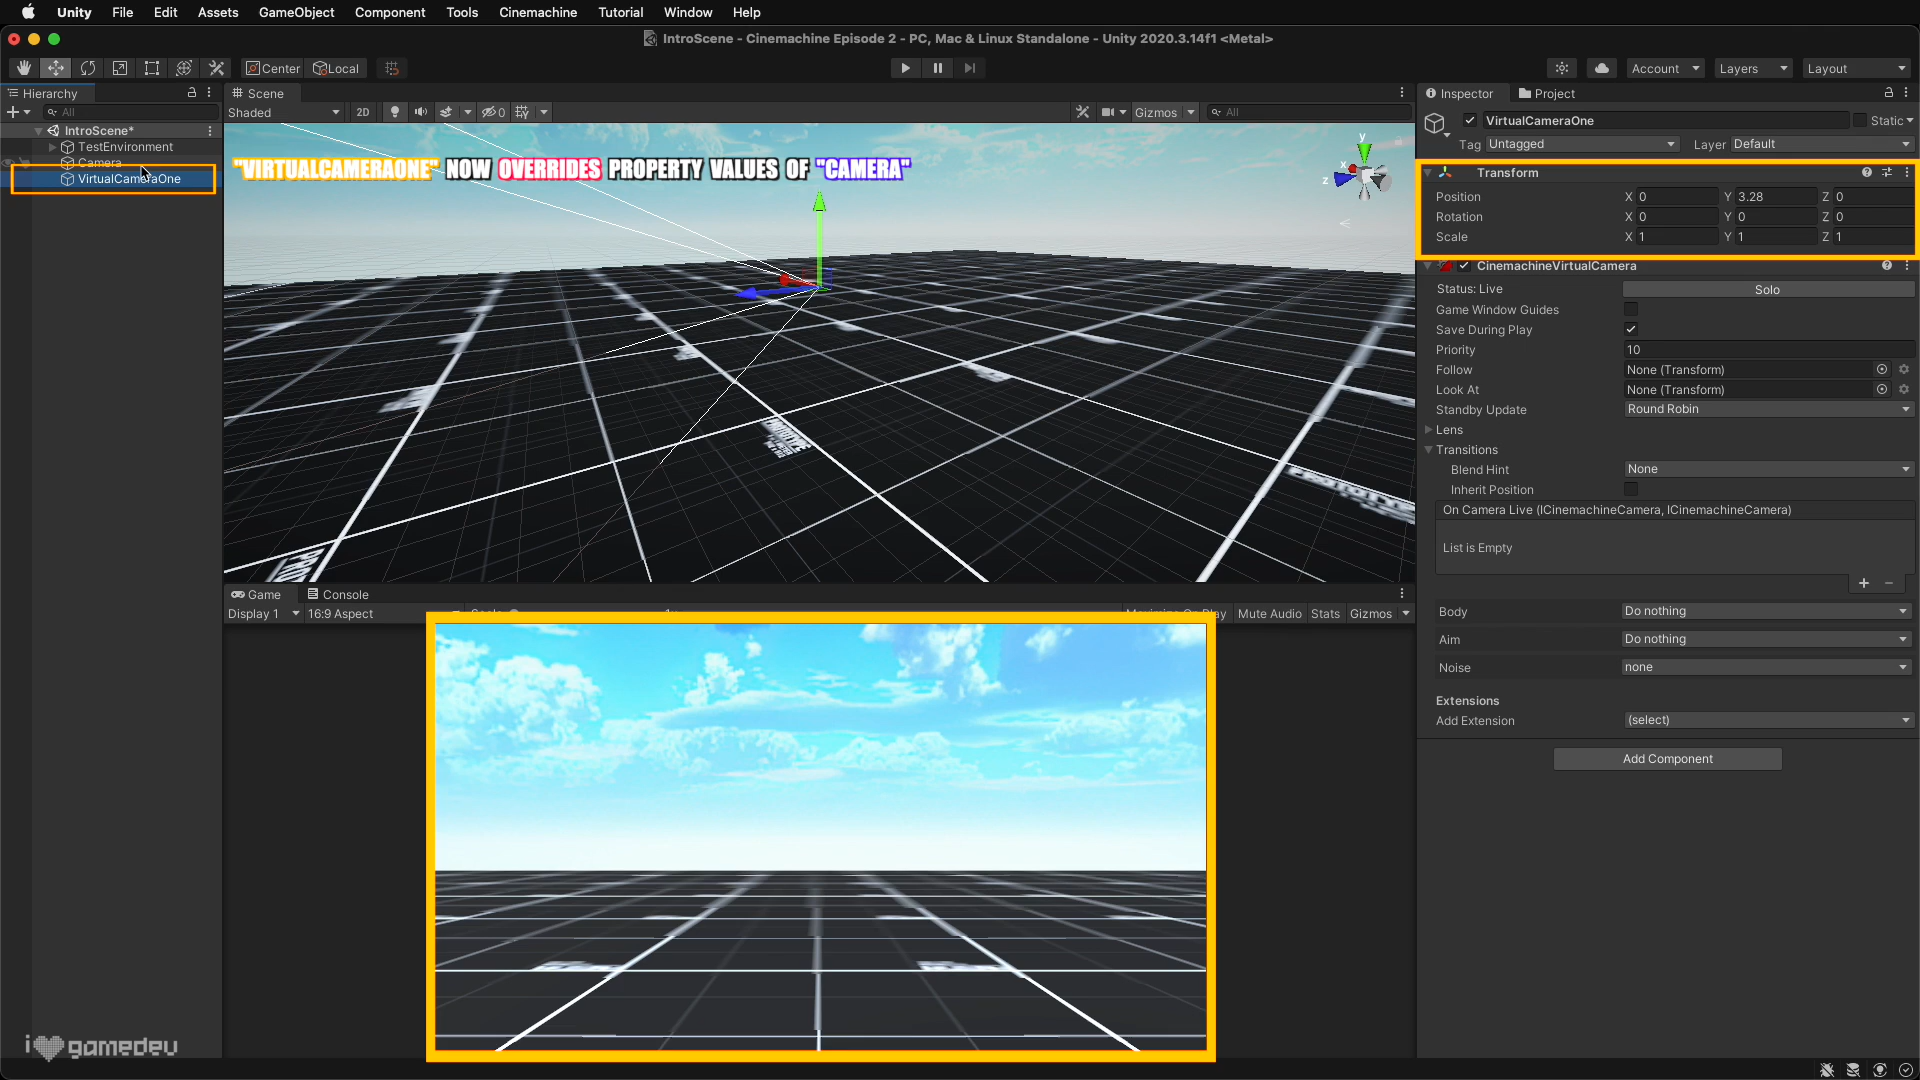 Unity File Edit Assets GameObject Component Tools Cinemachine Tutorial Window Help
IntroScene - Cinemachine Episode 2 - PC, Mac & Linux Standalone - Unity 2020.3.14f1 <Metal>
Center Local Account Layers Layout
Hierarchy
All
IntroScene*
TestEnvironment
Camera
VirtualCameraOne
Scene
Shaded 2D 0 Gizmos All
"VIRTUALCAMERAONE" NOW OVERRIDES PROPERTY VALUES OF "CAMERA"
y
x
z
Game Console
Display 1 16:9 Aspect Mute Audio Stats Gizmos
Inspector Project
VirtualCameraOne Static
Tag Untagged Layer Default
Transform
Position X 0 Y 3.28 Z 0
Rotation X 0 Y 0 Z 0
Scale X 1 Y 1 Z 1
CinemachineVirtualCamera
Status: Live Solo
Game Window Guides
Save During Play
Priority 10
Follow None (Transform)
Look At None (Transform)
Standby Update Round Robin
Lens
Transitions
Blend Hint None
Inherit Position
On Camera Live (ICinemachineCamera, ICinemachineCamera)
List is Empty
Body Do nothing
Aim Do nothing
Noise none
Extensions
Add Extension (select)
Add Component
i gamedev